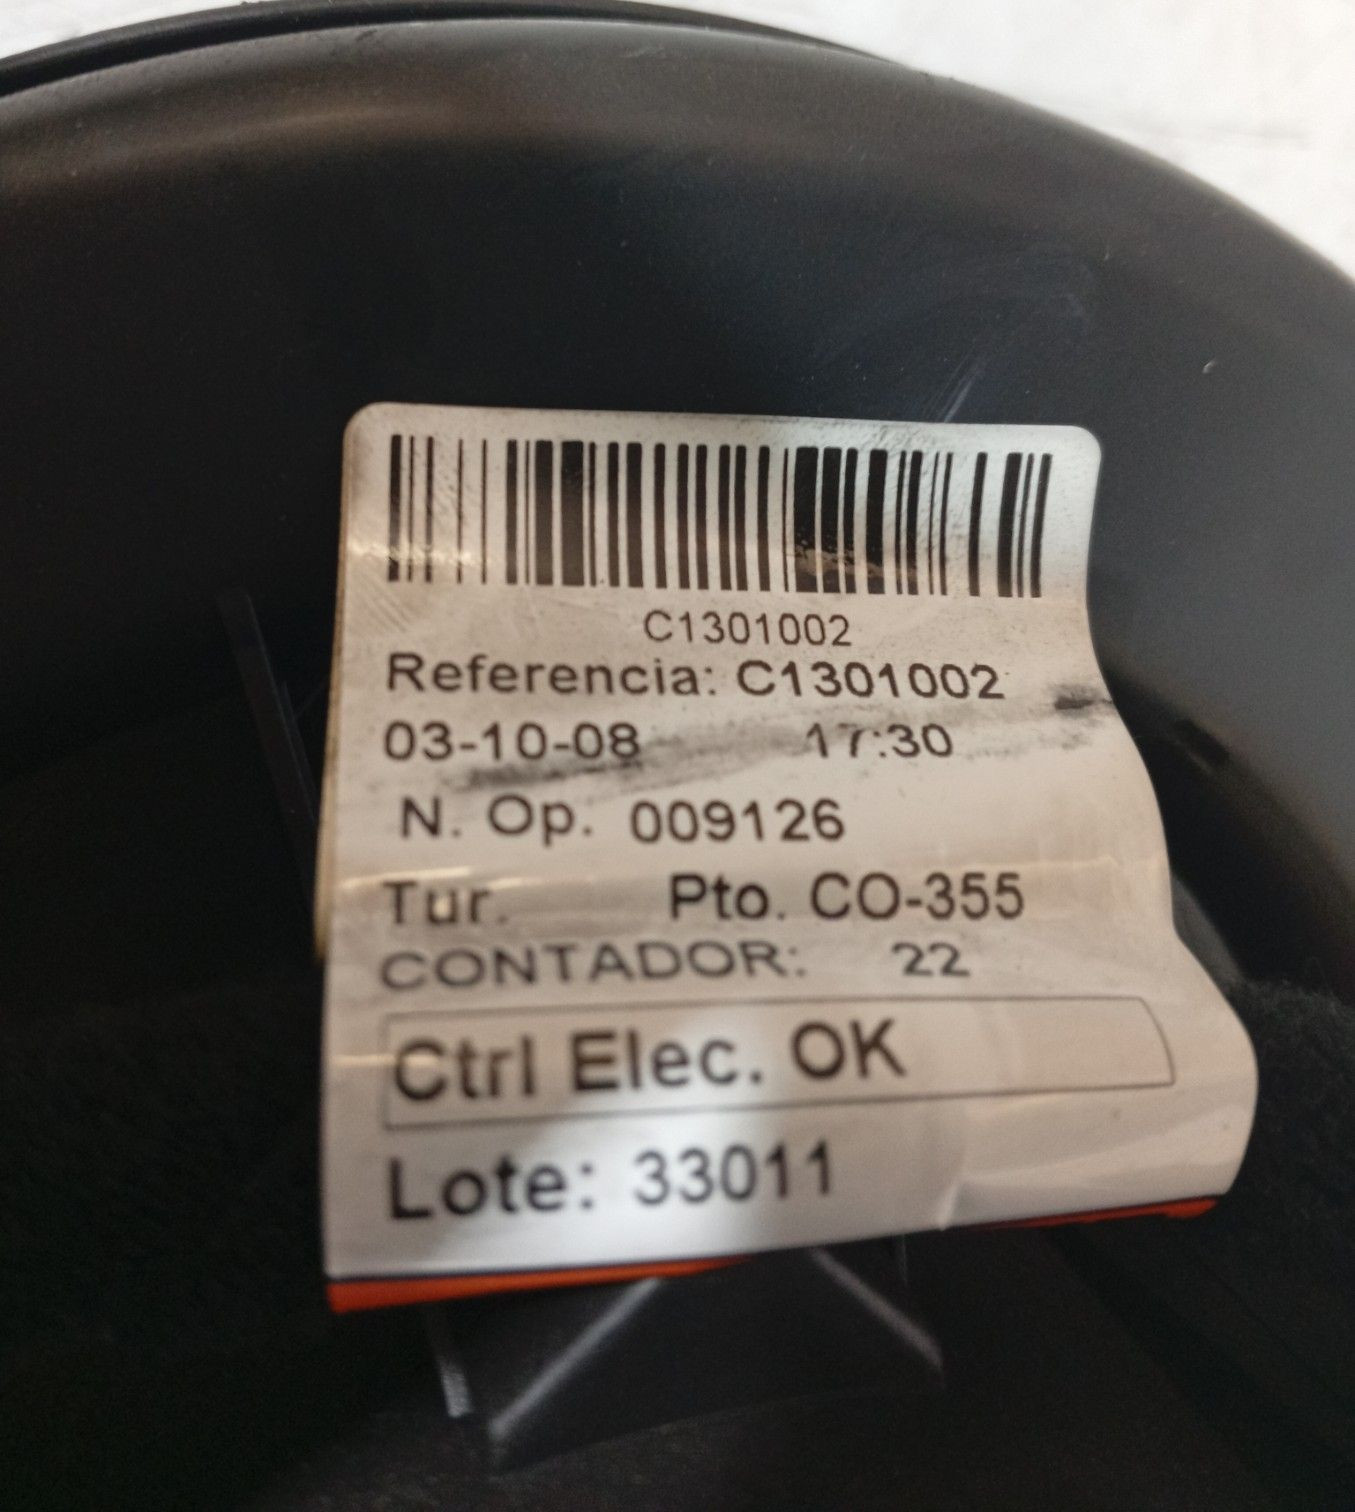 C1301002
Referencia: C1301002
03-10-08 17:30
N. Op. 009126
Tur. Pto. CO-355
CONTADOR: 22
Ctrl Elec. OK
Lote: 33011